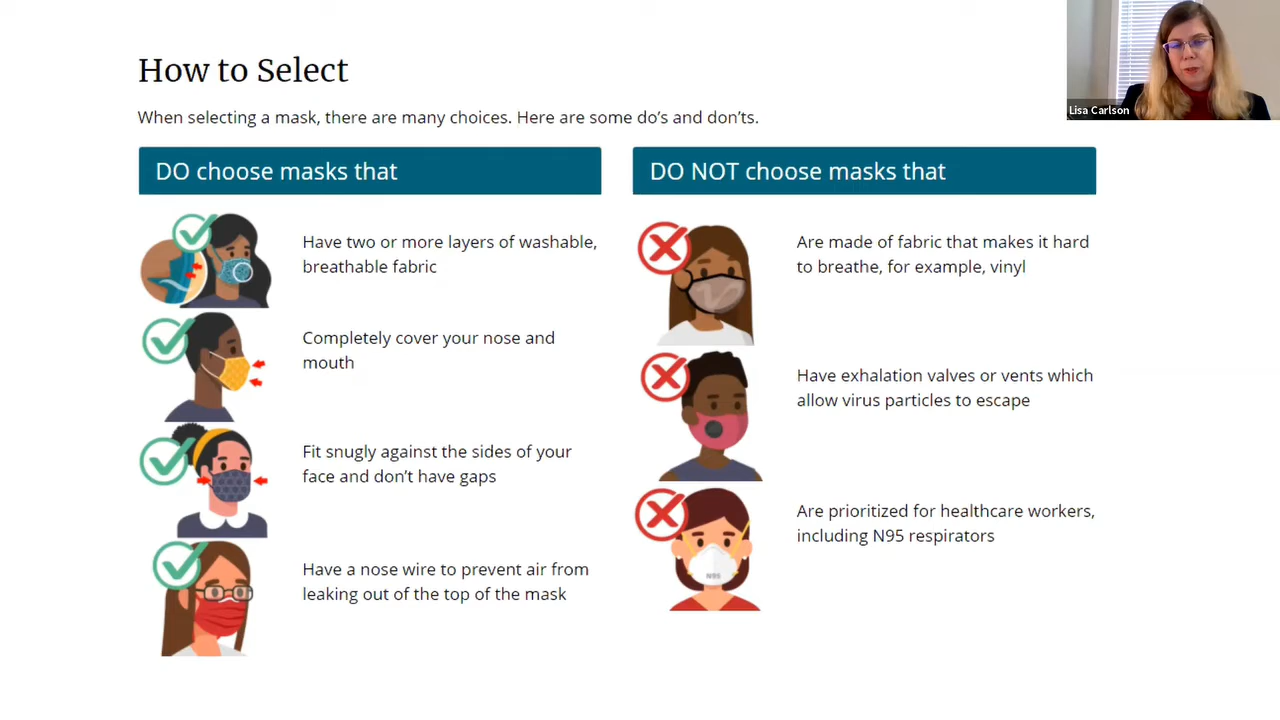 How to Select
When selecting a mask, there are many choices. Here are some do's and don'ts.
DO choose masks that
Have two or more layers of washable,
breathable fabric
Completely cover your nose and
mouth
Fit snugly against the sides of your
face and don't have gaps
Have a nose wire to prevent air from
leaking out of the top of the mask
DO NOT choose masks that
Are made of fabric that makes it hard
to breathe, for example, vinyl
Have exhalation valves or vents which
allow virus particles to escape
Are prioritized for healthcare workers,
including N95 respirators
N95
Lisa Carlson